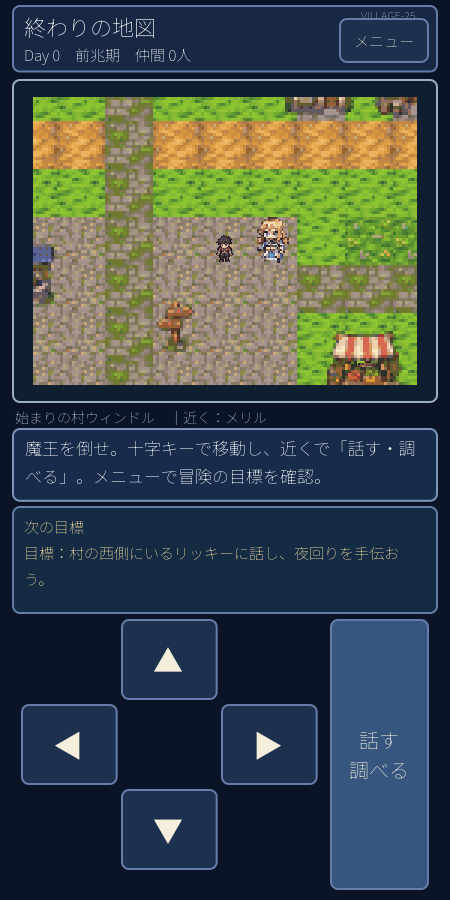 VILLAGE-25
終わりの地図
メニュー
Day 0 前兆期 仲間 0人
始まりの村ウィンドル ｜近く：メリル
魔王を倒せ。十字キーで移動し、近くで「話す・調
べる」。メニューで冒険の目標を確認。
次の目標
目標：村の西側にいるリッキーに話し、夜回りを手伝お
う。
話す
調べる